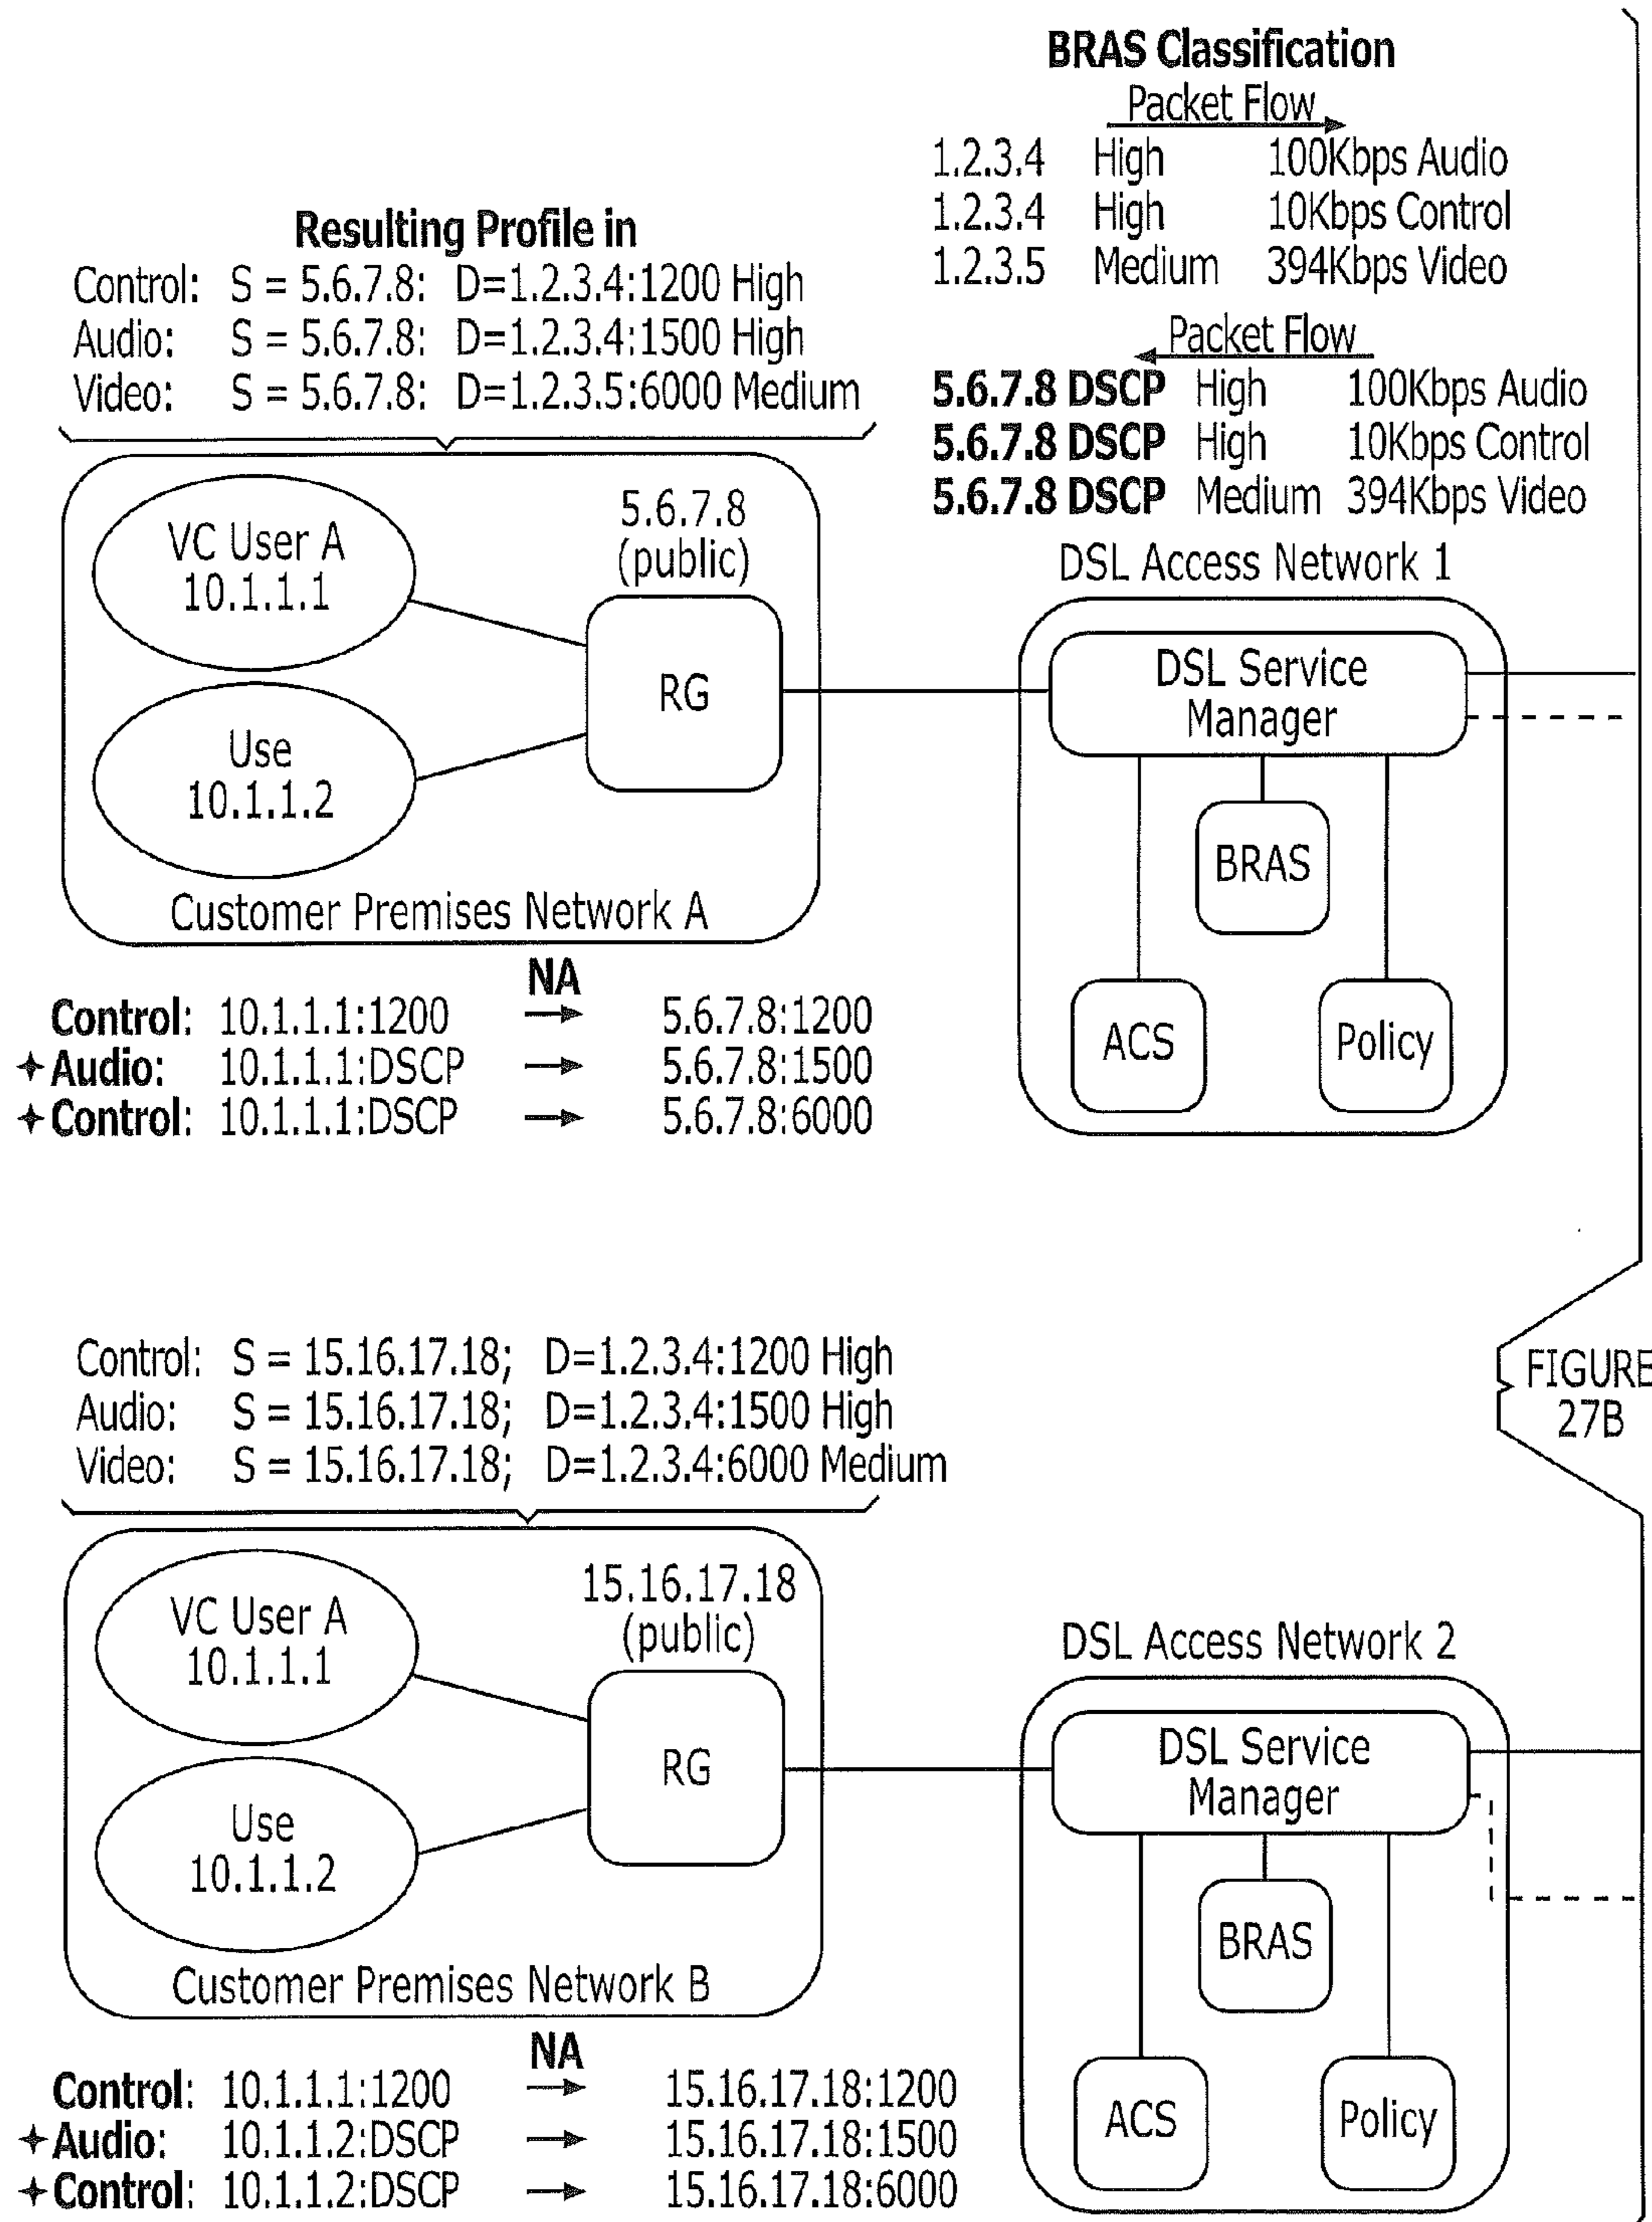 BRAS Classification
Packet Flow
1.2.3.4 High 100Kbps Audio
1.2.3.4 High 10Kbps Control
1.2.3.5 Medium 394Kbps Video
Packet Flow
5.6.7.8 DSCP High 100Kbps Audio
5.6.7.8 DSCP High 10Kbps Control
5.6.7.8 DSCP Medium 394Kbps Video
Resulting Profile in
Control: S = 5.6.7.8: D=1.2.3.4:1200 High
Audio: S = 5.6.7.8: D=1.2.3.4:1500 High
Video: S = 5.6.7.8: D=1.2.3.5:6000 Medium
VC User A
10.1.1.1
Use
10.1.1.2
5.6.7.8
(public)
RG
Customer Premises Network A
DSL Access Network 1
DSL Service
Manager
BRAS
ACS
Policy
NA
Control: 10.1.1.1:1200 → 5.6.7.8:1200
+Audio: 10.1.1.1:DSCP → 5.6.7.8:1500
+Control: 10.1.1.1:DSCP → 5.6.7.8:6000
FIGURE
27B
Control: S = 15.16.17.18; D=1.2.3.4:1200 High
Audio: S = 15.16.17.18; D=1.2.3.4:1500 High
Video: S = 15.16.17.18; D=1.2.3.4:6000 Medium
VC User A
10.1.1.1
Use
10.1.1.2
15.16.17.18
(public)
RG
Customer Premises Network B
DSL Access Network 2
DSL Service
Manager
BRAS
ACS
Policy
NA
Control: 10.1.1.1:1200 → 15.16.17.18:1200
+Audio: 10.1.1.2:DSCP → 15.16.17.18:1500
+Control: 10.1.1.2:DSCP → 15.16.17.18:6000